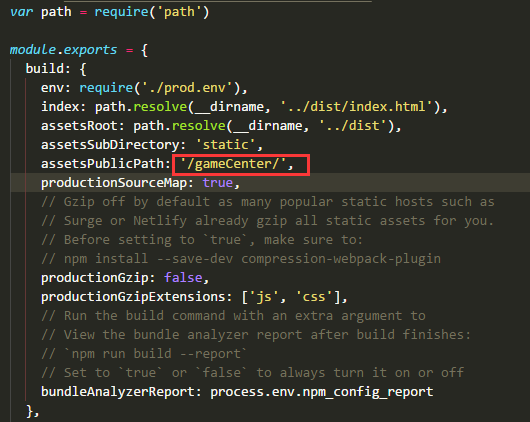 var path = require('path')
module.exports = {
build: {
env: require('./prod.env'),
index: path.resolve(__dirname, '../dist/index.html'),
assetsRoot: path.resolve(__dirname, '../dist'),
assetsSubDirectory: 'static',
assetsPublicPath: '/gameCenter/',
productionSourceMap: true,
// Gzip off by default as many popular static hosts such as
// Surge or Netlify already gzip all static assets for you.
// Before setting to `true`, make sure to:
// npm install --save-dev compression-webpack-plugin
productionGzip: false,
productionGzipExtensions: ['js', 'css'],
// Run the build command with an extra argument to
// View the bundle analyzer report after build finishes:
// `npm run build --report`
// Set to `true` or `false` to always turn it on or off
bundleAnalyzerReport: process.env.npm_config_report
},